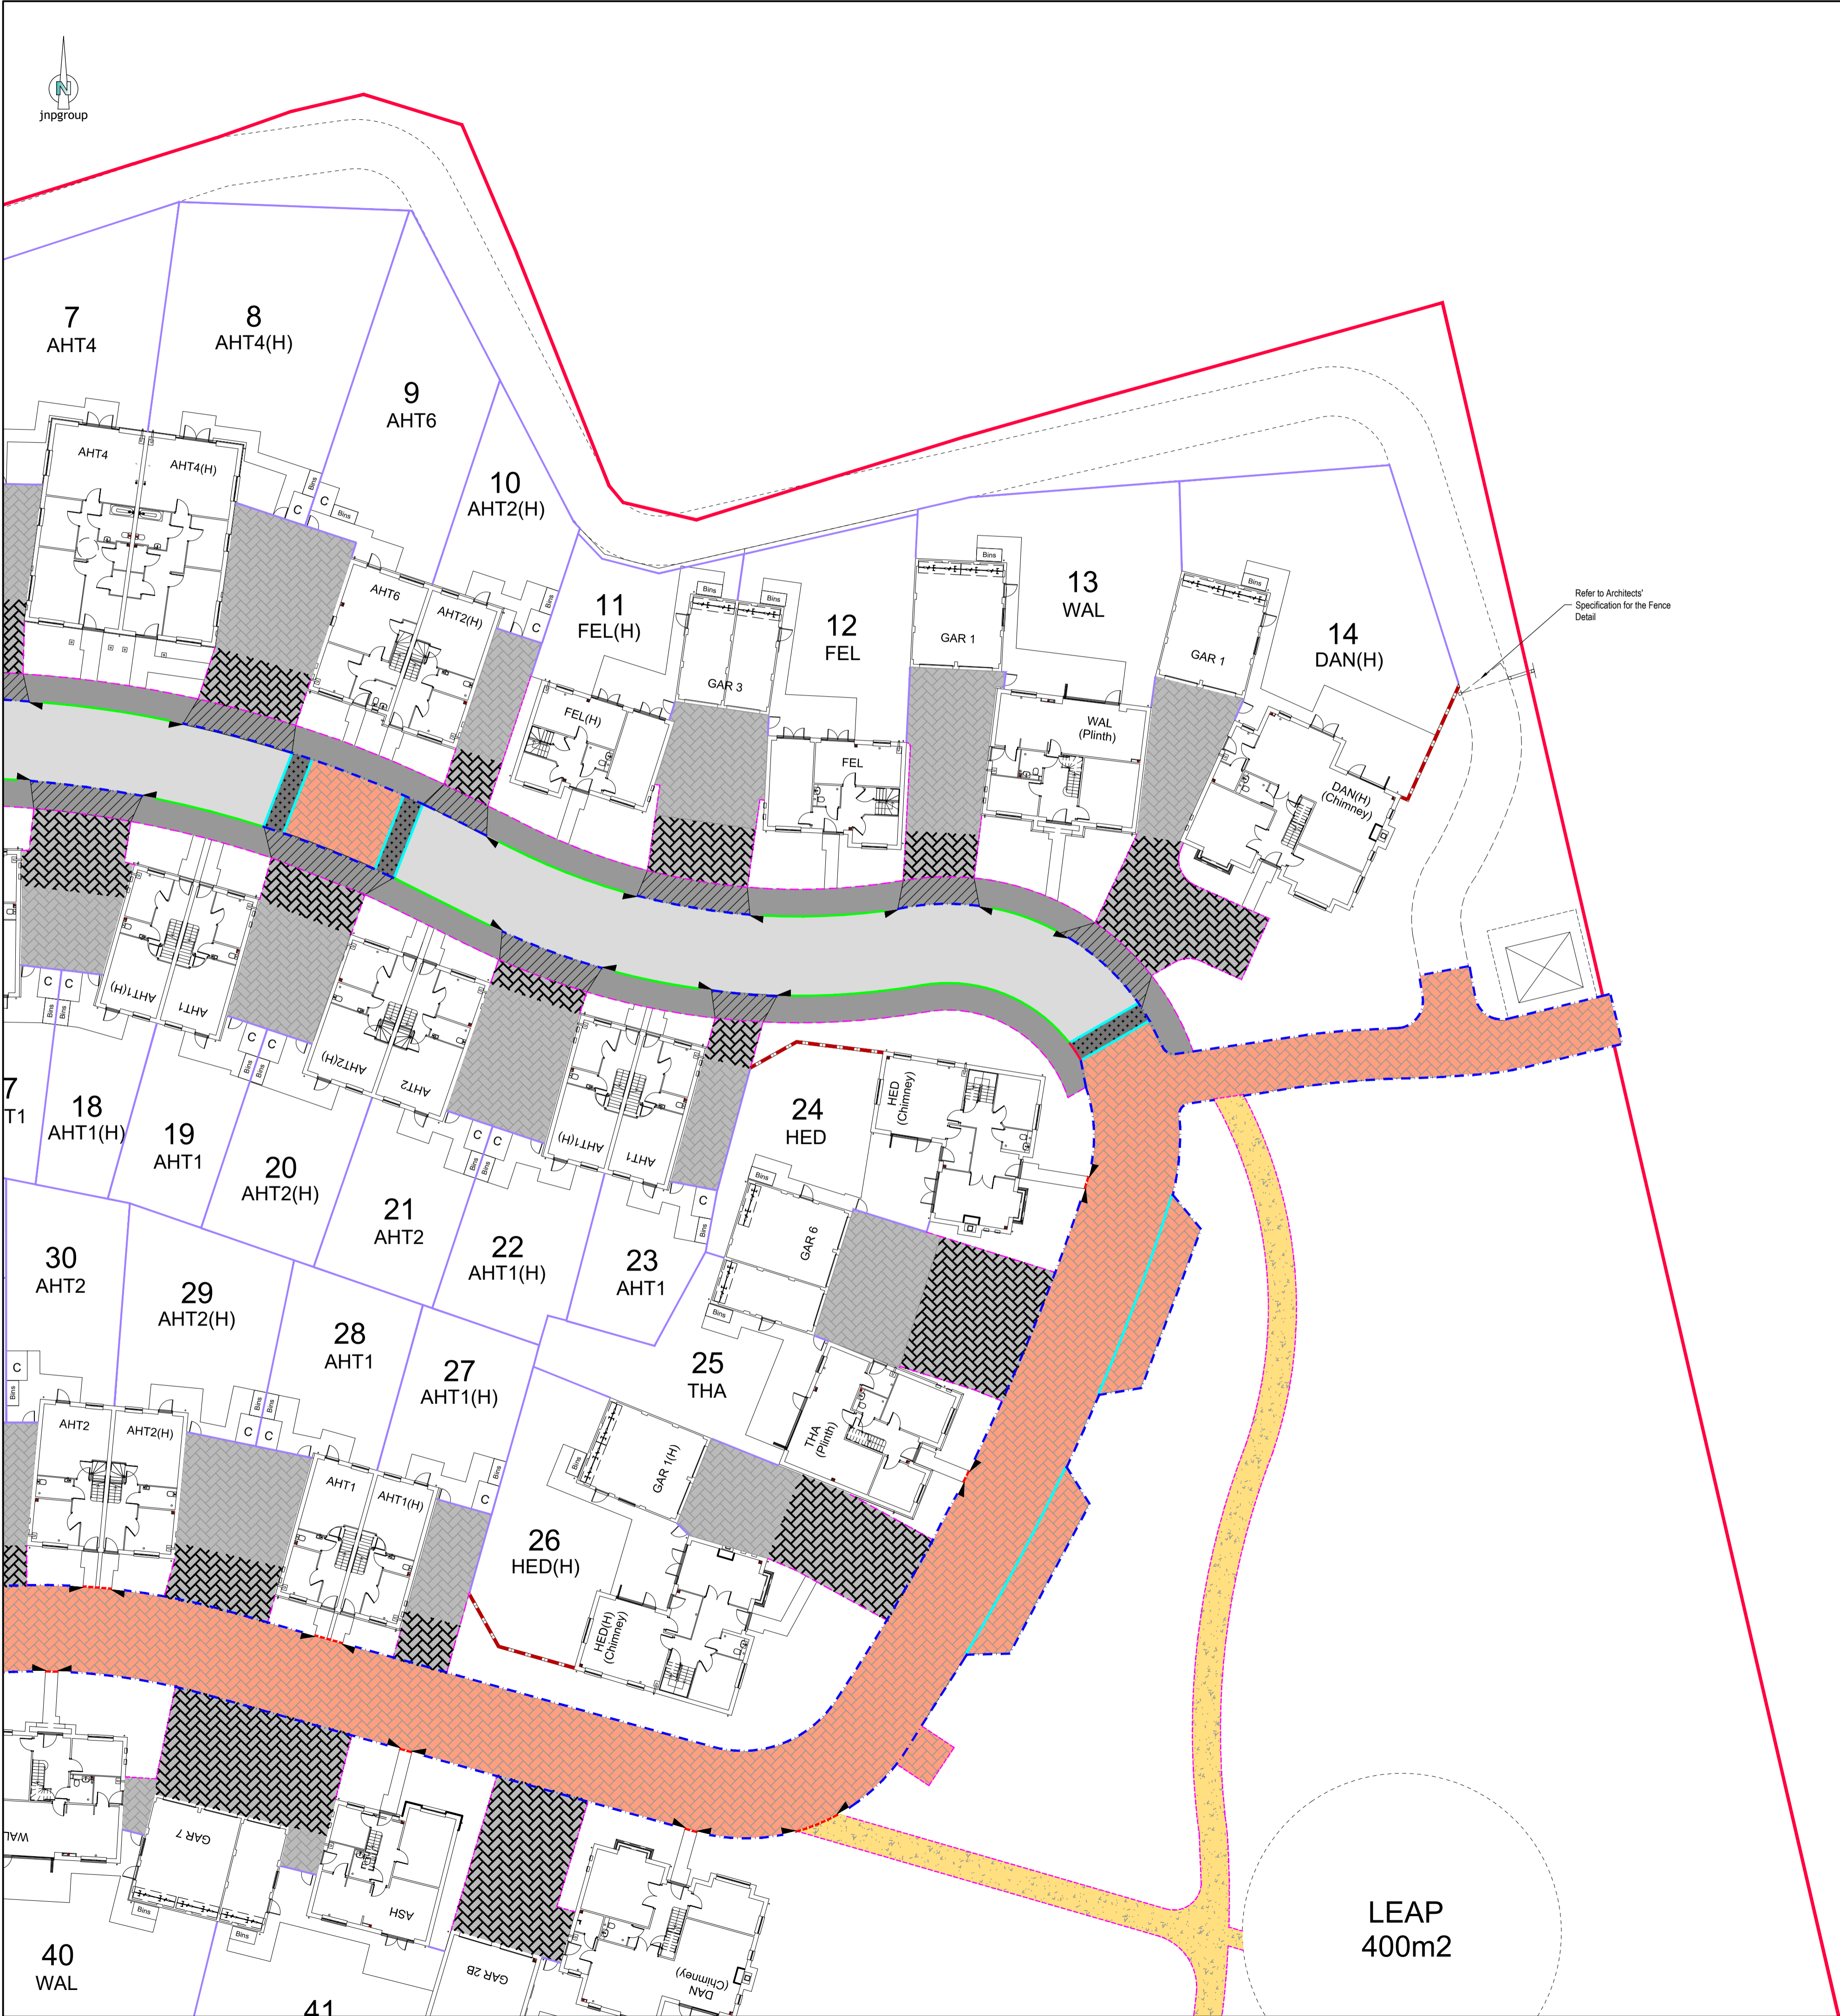 N
jnpgroup
7
AHT4
8
AHT4(H)
9
AHT6
10
AHT2(H)
AHT4
AHT4(H)
Bins
C
C
Bins
AHT6
AHT2(H)
Bins
C
11
FEL(H)
Bins
Bins
GAR 3
12
FEL
Bins
GAR 1
13
WAL
Bins
GAR 1
14
DAN(H)
Refer to Architects'
Specification for the Fence
Detail
FEL(H)
FEL
WAL
(Plinth)
DAN(H)
(Chimney)
AHT1(H)
AHT1
C
C
Bins
Bins
AHT2(H)
AHT2
C
C
Bins
Bins
AHT1(H)
AHT1
C
C
Bins
Bins
C
Bins
7
T1
18
AHT1(H)
19
AHT1
20
AHT2(H)
21
AHT2
22
AHT1(H)
23
AHT1
24
HED
HED
(Chimney)
Bins
GAR 6
Bins
30
AHT2
29
AHT2(H)
28
AHT1
27
AHT1(H)
25
THA
THA
(Plinth)
C
Bins
AHT2
AHT2(H)
Bins
Bins
C
C
AHT1
AHT1(H)
Bins
C
26
HED(H)
Bins
GAR 1(H)
HED(H)
(Chimney)
WAL
GAR 7
Bins
Bins
ASH
GAR 2B
DAN
(Chimney)
40
WAL
41
LEAP
400m2